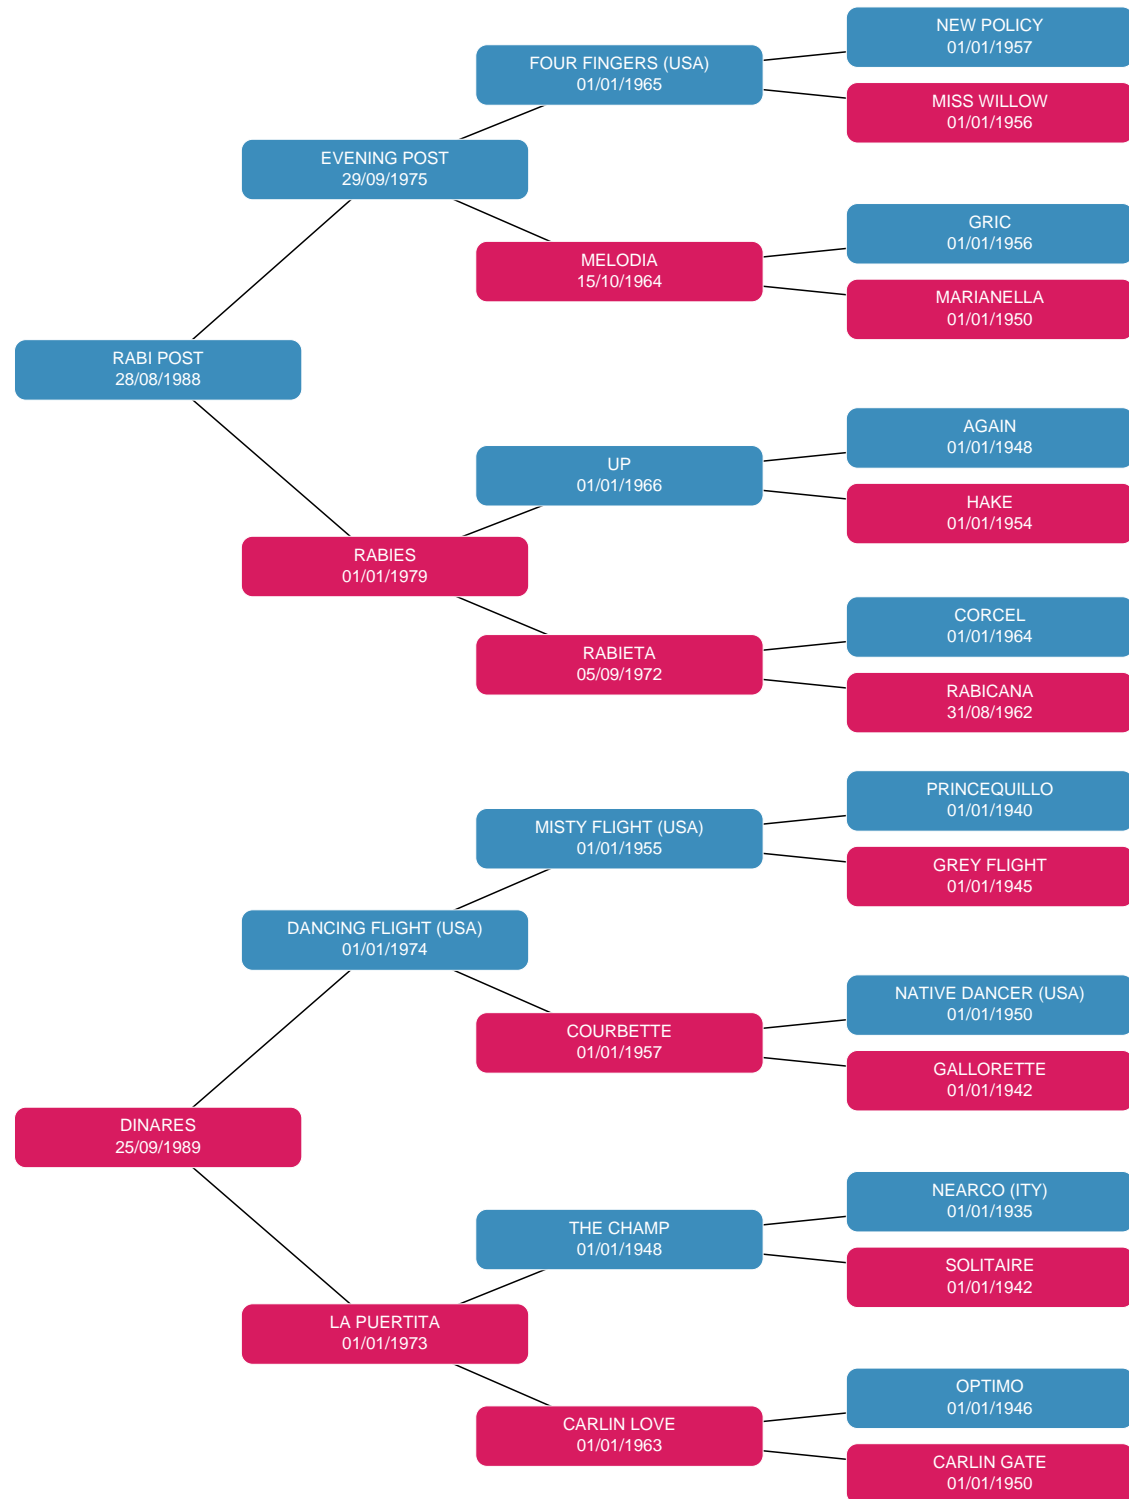 NEW POLICY
01/01/1957
FOUR FINGERS (USA)
01/01/1965
MISS WILLOW
01/01/1956
EVENING POST
29/09/1975
GRIC
01/01/1956
MELODIA
15/10/1964
MARIANELLA
01/01/1950
RABI POST
28/08/1988
AGAIN
01/01/1948
UP
01/01/1966
HAKE
01/01/1954
RABIES
01/01/1979
CORCEL
01/01/1964
RABIETA
05/09/1972
RABICANA
31/08/1962
PRINCEQUILLO
01/01/1940
MISTY FLIGHT (USA)
01/01/1955
GREY FLIGHT
01/01/1945
DANCING FLIGHT (USA)
01/01/1974
NATIVE DANCER (USA)
01/01/1950
COURBETTE
01/01/1957
GALLORETTE
01/01/1942
DINARES
25/09/1989
NEARCO (ITY)
01/01/1935
THE CHAMP
01/01/1948
SOLITAIRE
01/01/1942
LA PUERTITA
01/01/1973
OPTIMO
01/01/1946
CARLIN LOVE
01/01/1963
CARLIN GATE
01/01/1950